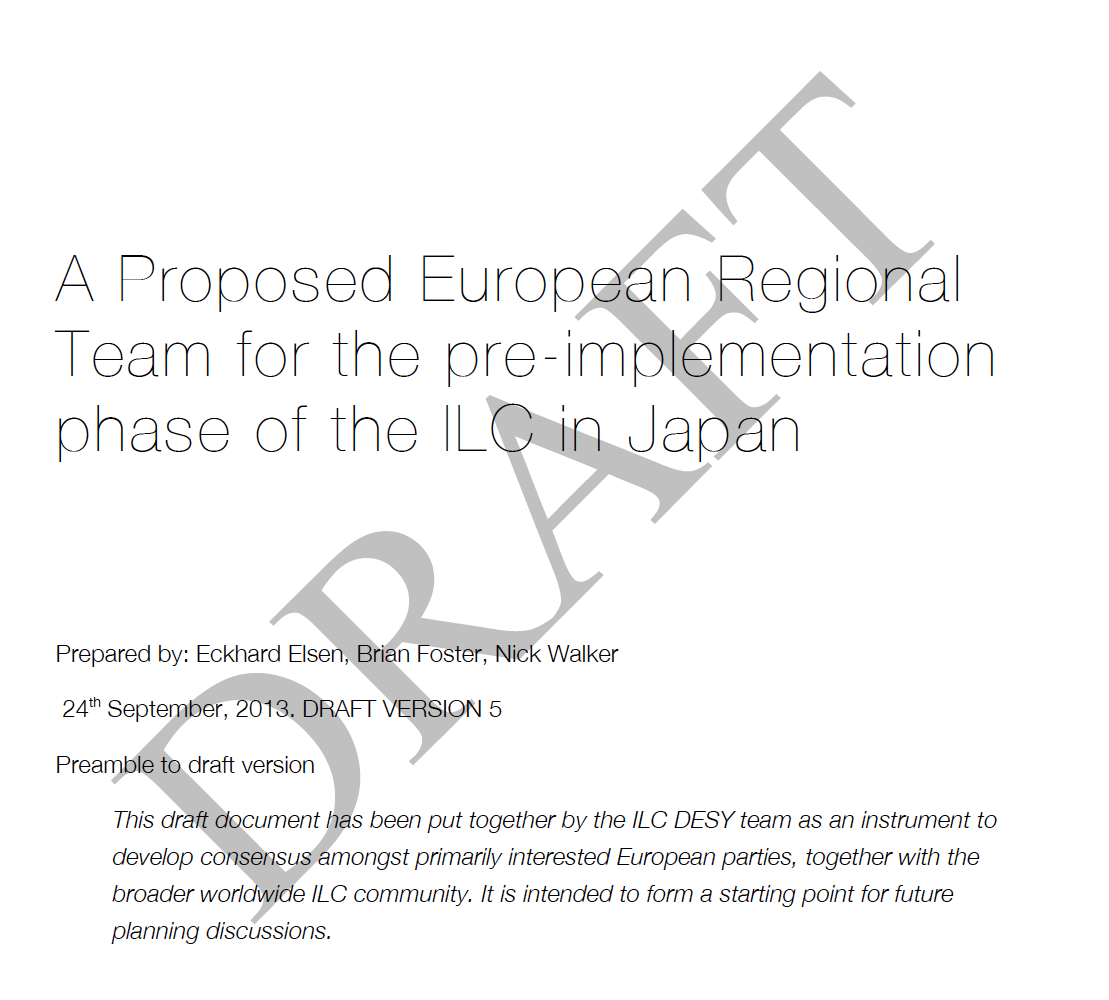 A Proposed European Regional
Team for the pre-implementation
phase of the ILC in Japan
Prepared by: Eckhard Elsen, Brian Foster, Nick Walker
24th September, 2013. DRAFT VERSION 5
Preamble to draft version
This draft document has been put together by the ILC DESY team as an instrument to
develop consensus amongst primarily interested European parties, together with the
broader worldwide ILC community. It is intended to form a starting point for future
planning discussions.
DRAFT